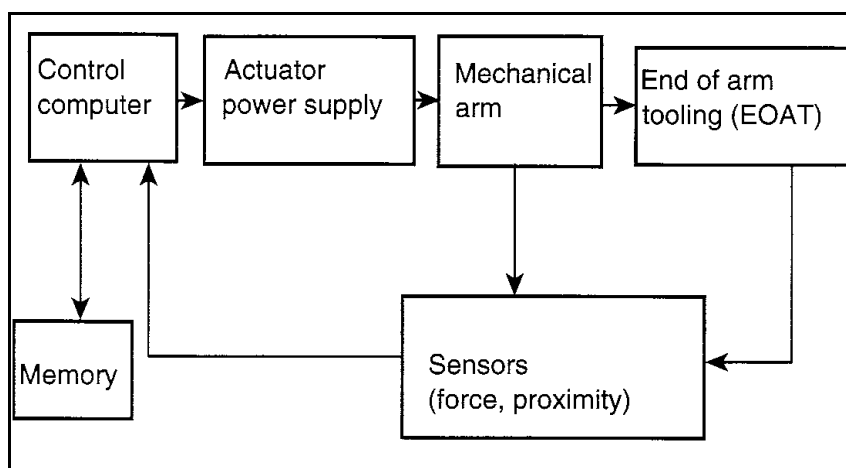 Control
computer
Actuator
power supply
Mechanical
arm
End of arm
tooling (EOAT)
Memory
Sensors
(force, proximity)